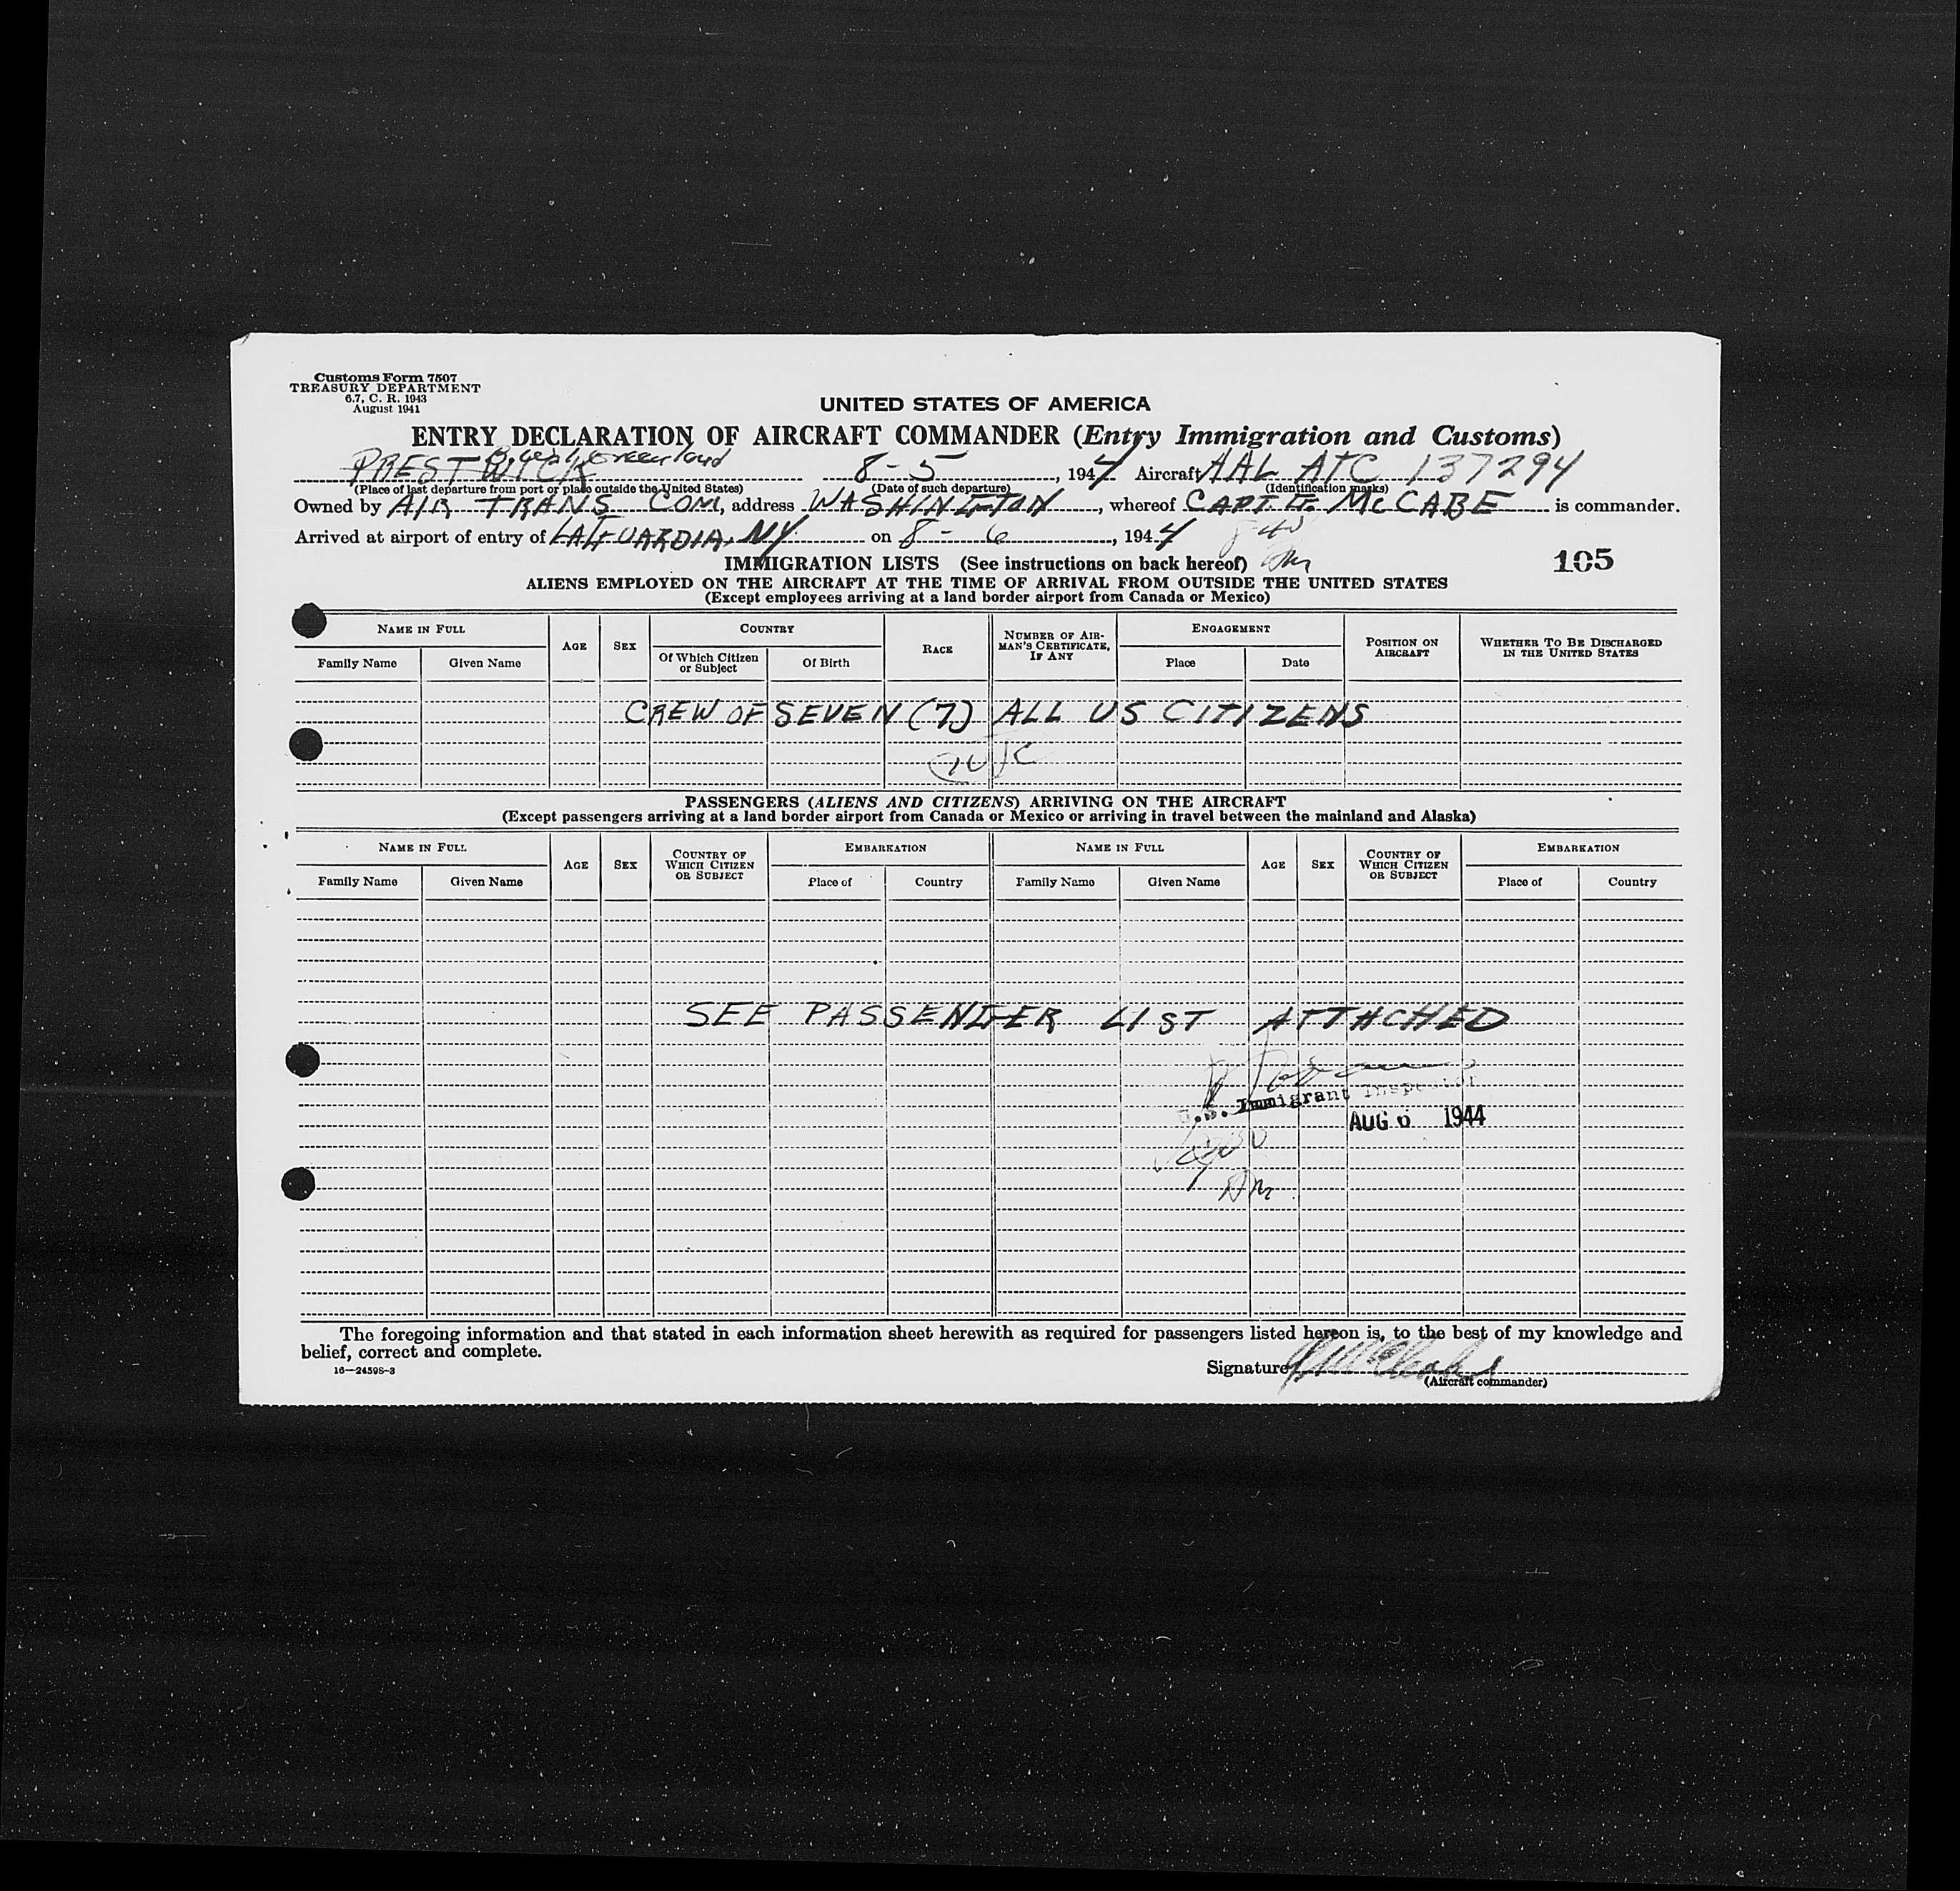 Customs Form 7507
TREASURY DEPARTMENT
6.7, C. R. 1943
August 1941
UNITED STATES OF AMERICA
ENTRY DECLARATION OF AIRCRAFT COMMANDER (Entry Immigration and Customs)
Greenland
PRESTWICK 8-5, 1944 Aircraft AAL ATC 137294
(Place of last departure from port or place outside the United States) (Date of such departure) (Identification marks)
Owned by AIR TRANS COM, address WASHINGTON, whereof CAPT. G. McCABE is commander.
Arrived at airport of entry of LAGUARDIA, NY on 8-6, 1944 840
IMMIGRATION LISTS (See instructions on back hereof) 105
ALIENS EMPLOYED ON THE AIRCRAFT AT THE TIME OF ARRIVAL FROM OUTSIDE THE UNITED STATES
(Except employees arriving at a land border airport from Canada or Mexico)
NAME IN FULL AGE SEX COUNTRY RACE NUMBER OF AIRMAN'S CERTIFICATE, IF ANY ENGAGEMENT POSITION ON AIRCRAFT WHETHER TO BE DISCHARGED IN THE UNITED STATES
Family Name Given Name Of Which Citizen or Subject Of Birth Place Date
CREW OF SEVEN (7) ALL US CITIZENS
PASSENGERS (ALIENS AND CITIZENS) ARRIVING ON THE AIRCRAFT
(Except passengers arriving at a land border airport from Canada or Mexico or arriving in travel between the mainland and Alaska)
NAME IN FULL AGE SEX COUNTRY OF WHICH CITIZEN OR SUBJECT EMBARKATION NAME IN FULL AGE SEX COUNTRY OF WHICH CITIZEN OR SUBJECT EMBARKATION
Family Name Given Name Place of Country Family Name Given Name Place of Country
SEE PASSENGER LIST ATTACHED
U.S. Immigrant Inspector
AUG 6 1944
The foregoing information and that stated in each information sheet herewith as required for passengers listed hereon is, to the best of my knowledge and
belief, correct and complete.
16—24598-3 Signature
(Aircraft commander)